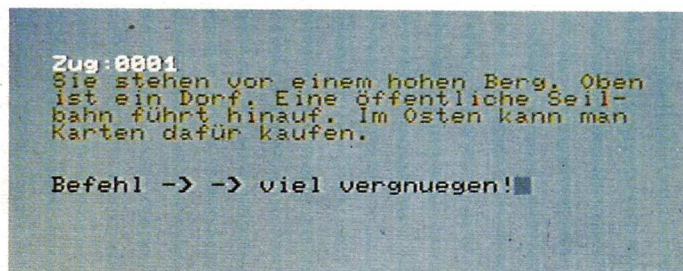 Zug:0001
Sie stehen vor einem hohen Berg. Oben
ist ein Dorf. Eine öffentliche Seil-
bahn führt hinauf. Im Osten kann man
Karten dafür kaufen.
Befehl -> -> viel vergnuegen!